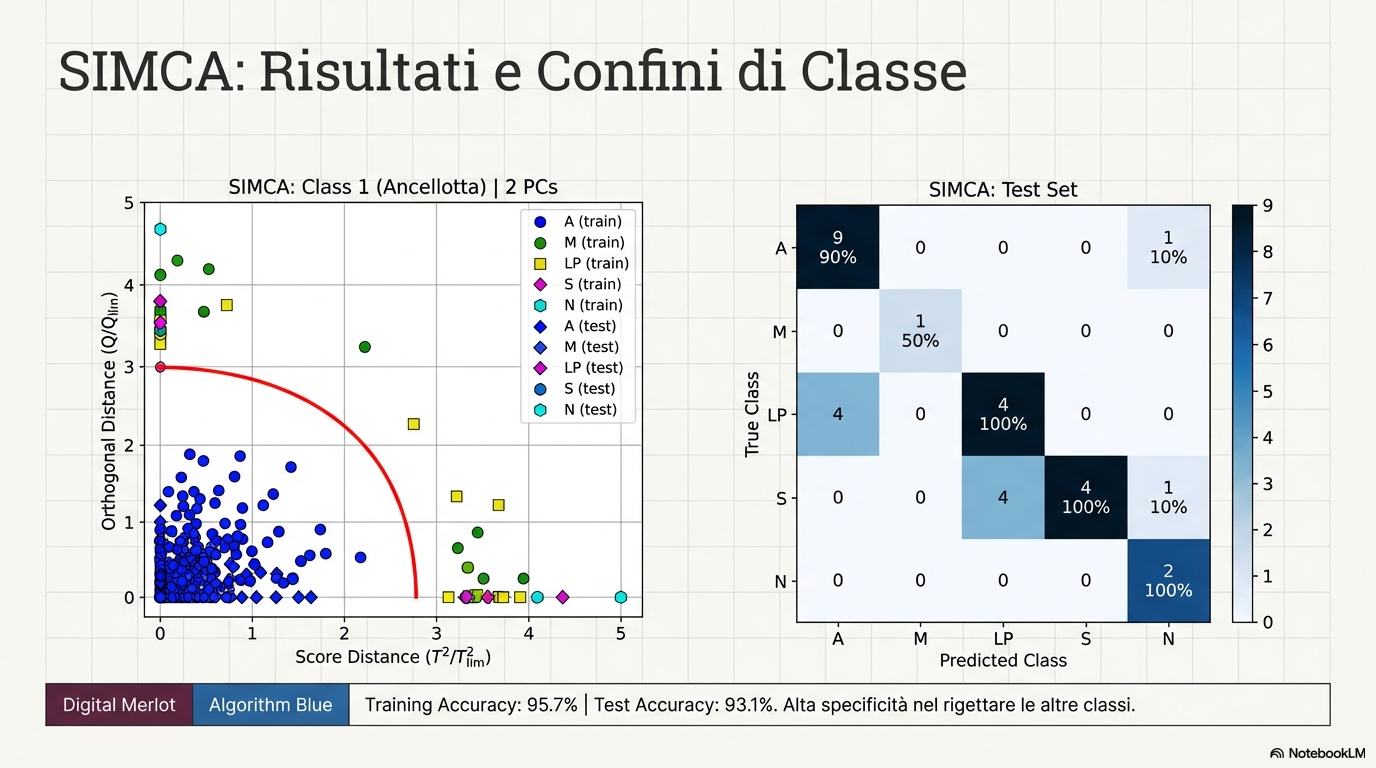 SIMCA: Risultati e Confini di Classe
SIMCA: Class 1 (Ancellotta) | 2 PCs
5
4
3
2
1
0
Orthogonal Distance (Q/Qlim)
0 1 2 3 4 5
Score Distance (T²/T²lim)
A (train)
M (train)
LP (train)
S (train)
N (train)
A (test)
M (test)
LP (test)
S (test)
N (test)
SIMCA: Test Set
True Class
A 9 0 0 0 1
90% 10%
M 0 1 0 0 0
50%
LP 4 0 4 0 0
100%
S 0 0 4 4 1
100% 10%
N 0 0 0 0 2
100%
A M LP S N
Predicted Class
9
8
7
6
5
4
3
2
1
0
Digital Merlot Algorithm Blue Training Accuracy: 95.7% | Test Accuracy: 93.1%. Alta specificità nel rigettare le altre classi.
NotebookLM